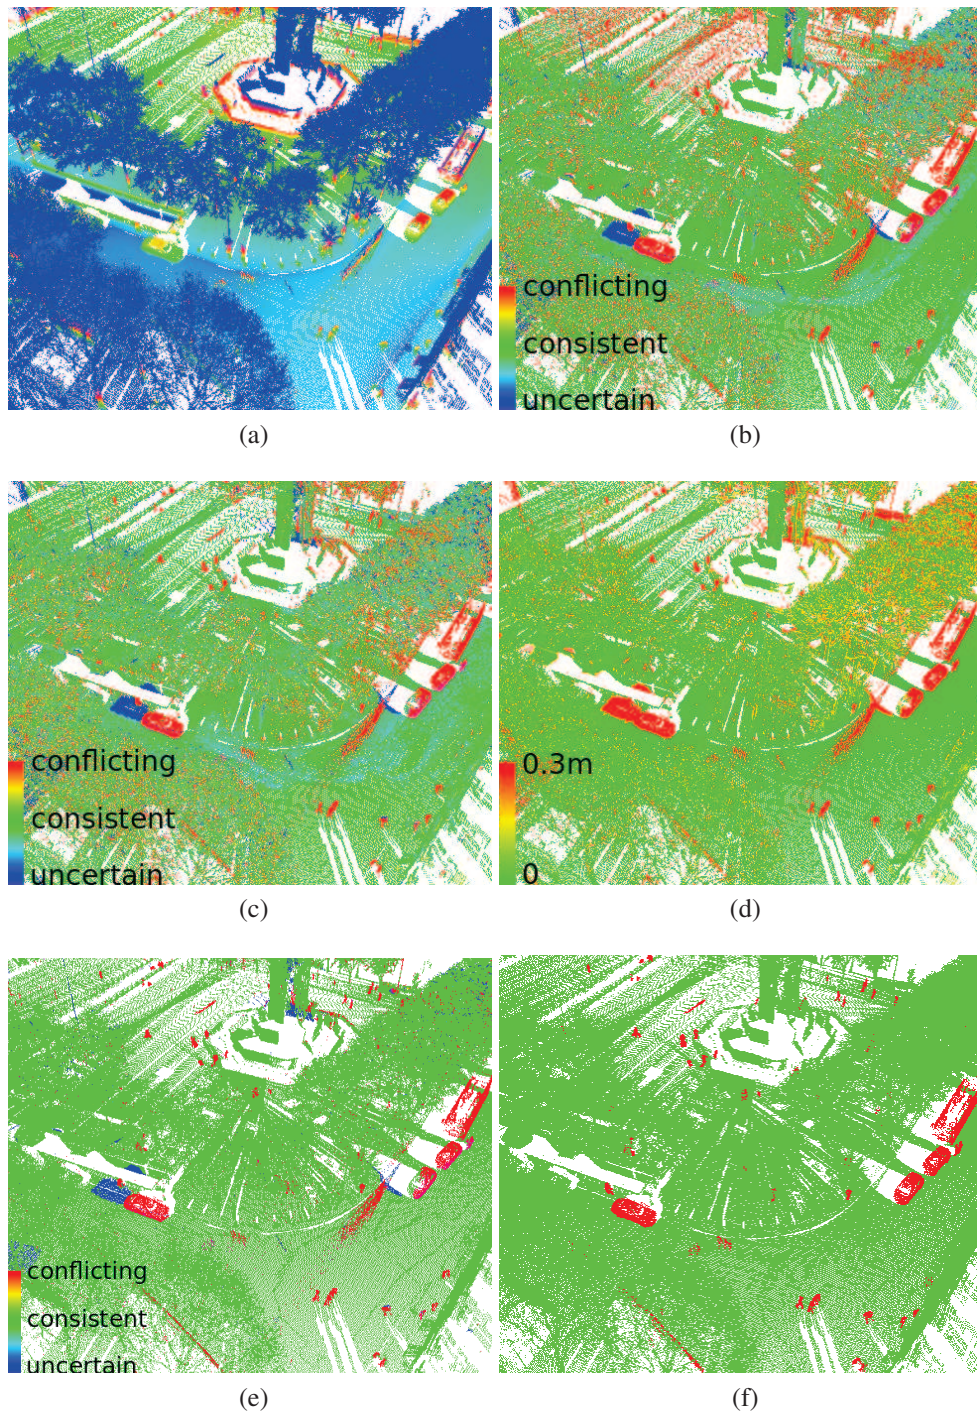 (a)
conflicting
consistent
uncertain
(b)
conflicting
consistent
uncertain
(c)
0.3m
0
(d)
conflicting
consistent
uncertain
(e)
(f)